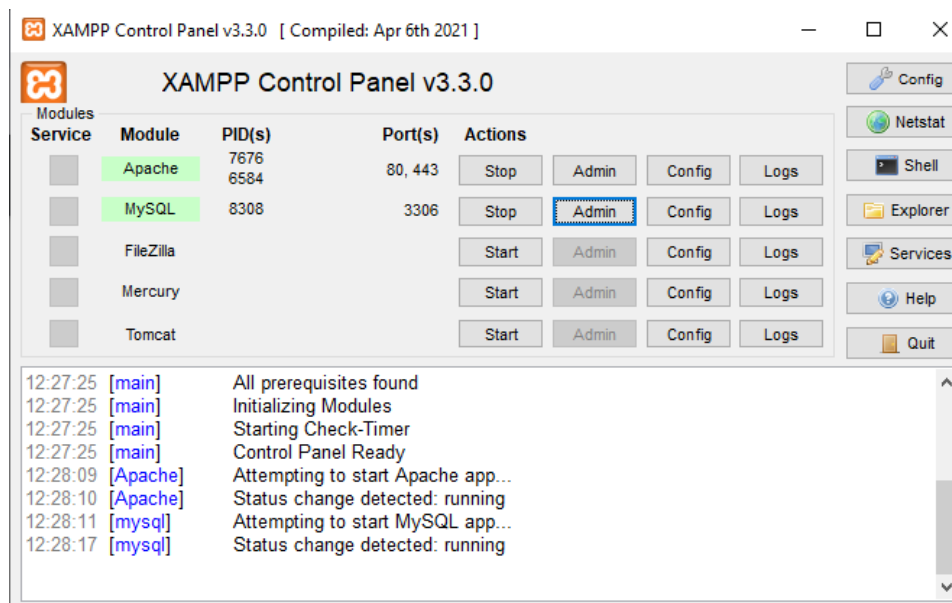 XAMPP Control Panel v3.3.0 [ Compiled: Apr 6th 2021 ]
XAMPP Control Panel v3.3.0
Config
Modules
Netstat
Service Module PID(s) Port(s) Actions
Apache 7676 6584 80, 443 Stop Admin Config Logs
Shell
MySQL 8308 3306 Stop Admin Config Logs
Explorer
FileZilla Start Admin Config Logs
Services
Mercury Start Admin Config Logs
Help
Tomcat Start Admin Config Logs
Quit
12:27:25 [main] All prerequisites found
12:27:25 [main] Initializing Modules
12:27:25 [main] Starting Check-Timer
12:27:25 [main] Control Panel Ready
12:28:09 [Apache] Attempting to start Apache app...
12:28:10 [Apache] Status change detected: running
12:28:11 [mysql] Attempting to start MySQL app...
12:28:17 [mysql] Status change detected: running